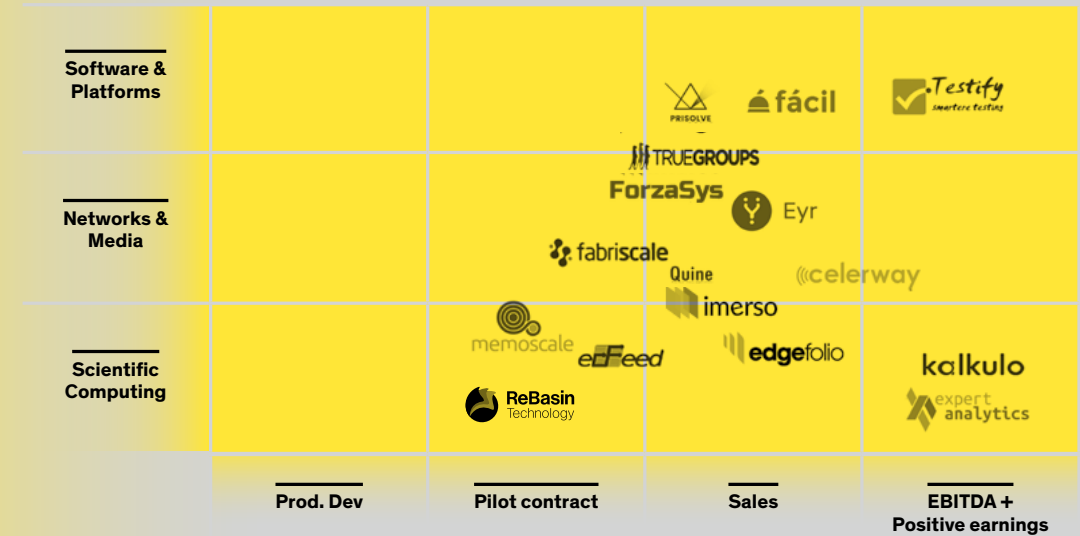 Software &
Platforms
PRISOLVE
fácil
Testify
smartere testing
TRUEGROUPS
Networks &
Media
ForzaSys
Eyr
fabriscale
Quine
celerway
imerso
memoscale
Scientific
Computing
ecFeed
edgefolio
kalkulo
ReBasin
Technology
expert
analytics
Prod. Dev
Pilot contract
Sales
EBITDA +
Positive earnings